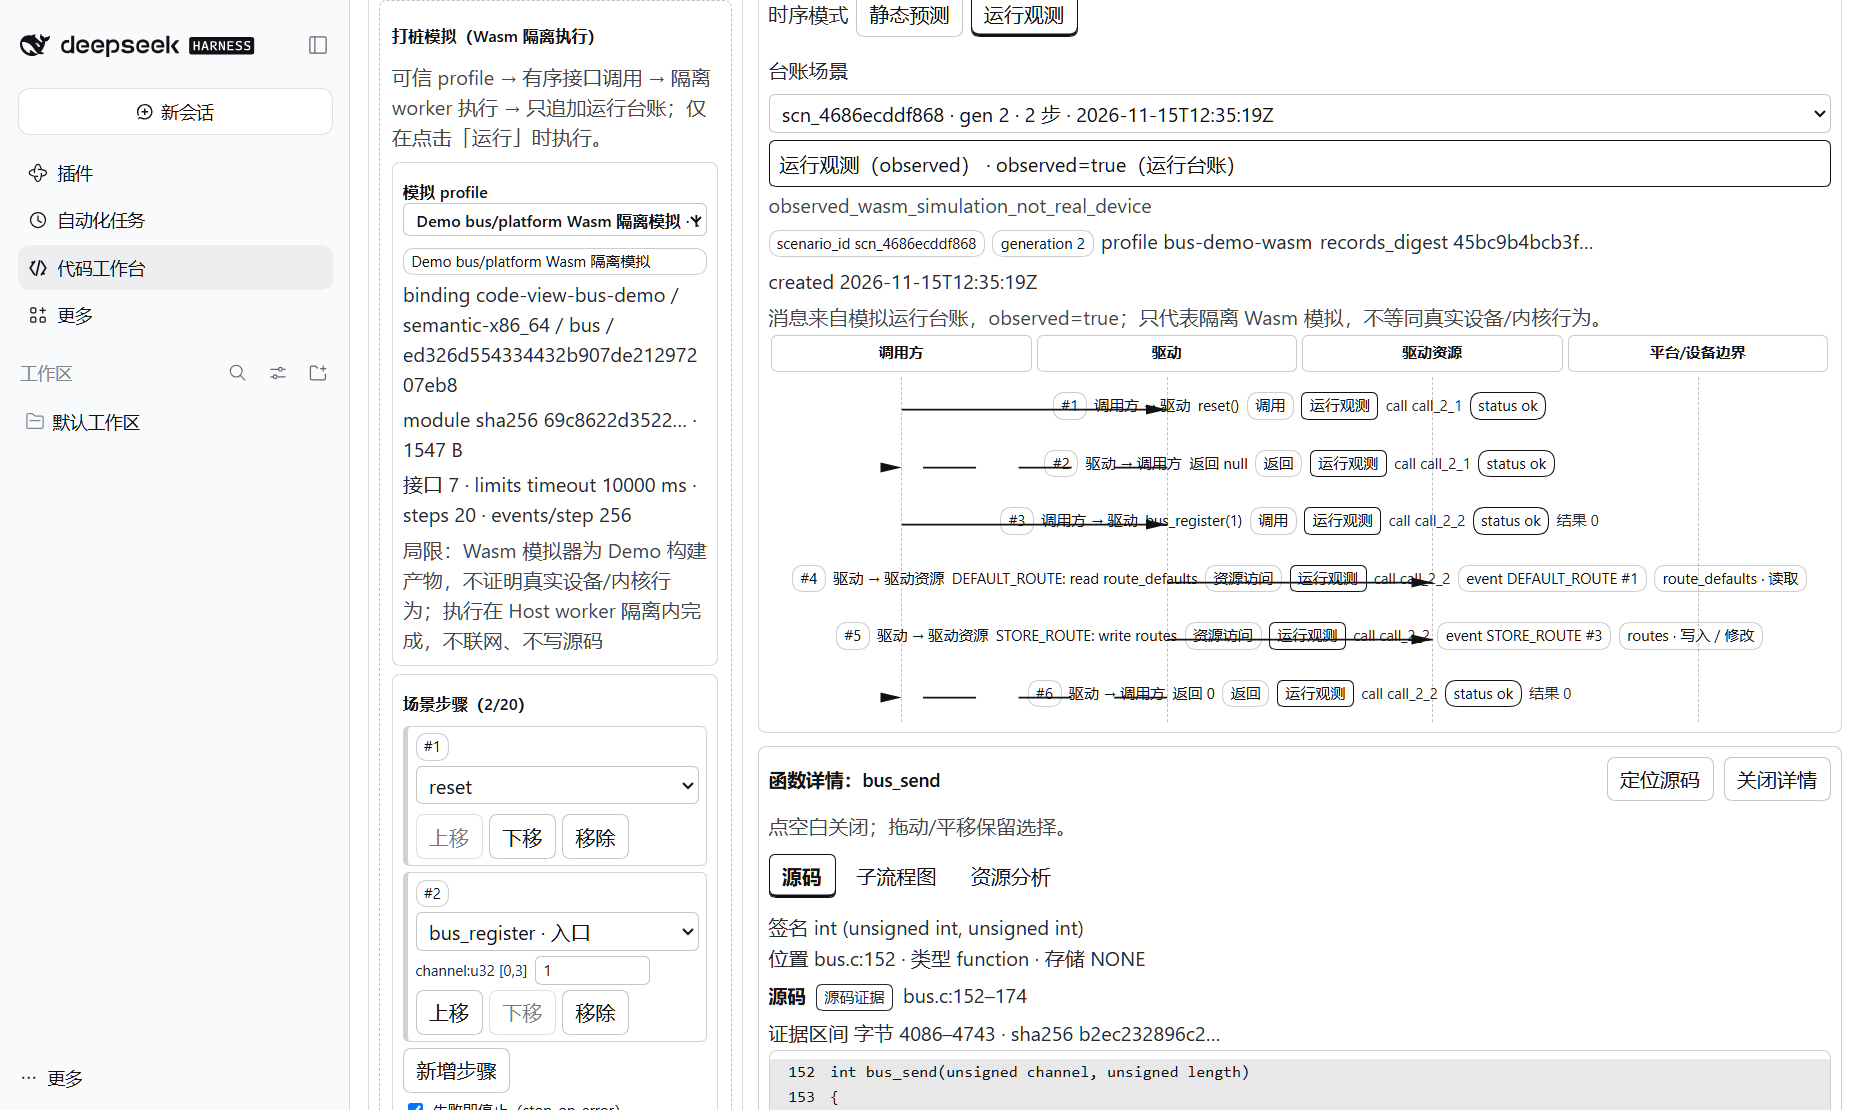 deepseek HARNESS
新会话
插件
自动化任务
代码工作台
更多
工作区
默认工作区
更多
打桩模拟（Wasm 隔离执行）
可信 profile → 有序接口调用 → 隔离
worker 执行 → 只追加运行台账；仅
在点击「运行」时执行。
模拟 profile
Demo bus/platform Wasm 隔离模拟 ·
Demo bus/platform Wasm 隔离模拟
binding code-view-bus-demo /
semantic-x86_64 / bus /
ed326d554334432b907de212972
07eb8
module sha256 69c8622d3522… ·
1547 B
接口 7 · limits timeout 10000 ms ·
steps 20 · events/step 256
局限：Wasm 模拟器为 Demo 构建
产物，不证明真实设备/内核行
为；执行在 Host worker 隔离内完
成，不联网、不写源码
场景步骤（2/20）
#1
reset
上移 下移 移除
#2
bus_register · 入口
channel:u32 [0,3] 1
上移 下移 移除
新增步骤
失败即停止（stop_on_error）
时序模式 静态预测 运行观测
台账场景
scn_4686ecddf868 · gen 2 · 2 步 · 2026-11-15T12:35:19Z
运行观测（observed） · observed=true（运行台账）
observed_wasm_simulation_not_real_device
scenario_id scn_4686ecddf868 generation 2 profile bus-demo-wasm records_digest 45bc9b4bcb3f…
created 2026-11-15T12:35:19Z
消息来自模拟运行台账，observed=true；只代表隔离 Wasm 模拟，不等同真实设备/内核行为。
调用方 驱动 驱动资源 平台/设备边界
#1 调用方 → 驱动 reset() 调用 运行观测 call call_2_1 status ok
#2 驱动 → 调用方 返回 null 返回 运行观测 call call_2_1 status ok
#3 调用方 → 驱动 bus_register(1) 调用 运行观测 call call_2_2 status ok 结果 0
#4 驱动 → 驱动资源 DEFAULT_ROUTE: read route_defaults 资源访问 运行观测 call call_2_2 event DEFAULT_ROUTE #1 route_defaults · 读取
#5 驱动 → 驱动资源 STORE_ROUTE: write routes 资源访问 运行观测 call call_2_2 event STORE_ROUTE #3 routes · 写入 / 修改
#6 驱动 → 调用方 返回 0 返回 运行观测 call call_2_2 status ok 结果 0
函数详情：bus_send 定位源码 关闭详情
点空白关闭；拖动/平移保留选择。
源码 子流程图 资源分析
签名 int (unsigned int, unsigned int)
位置 bus.c:152 · 类型 function · 存储 NONE
源码 源码证据 bus.c:152–174
证据区间 字节 4086–4743 · sha256 b2ec232896c2…
152 int bus_send(unsigned channel, unsigned length)
153 {